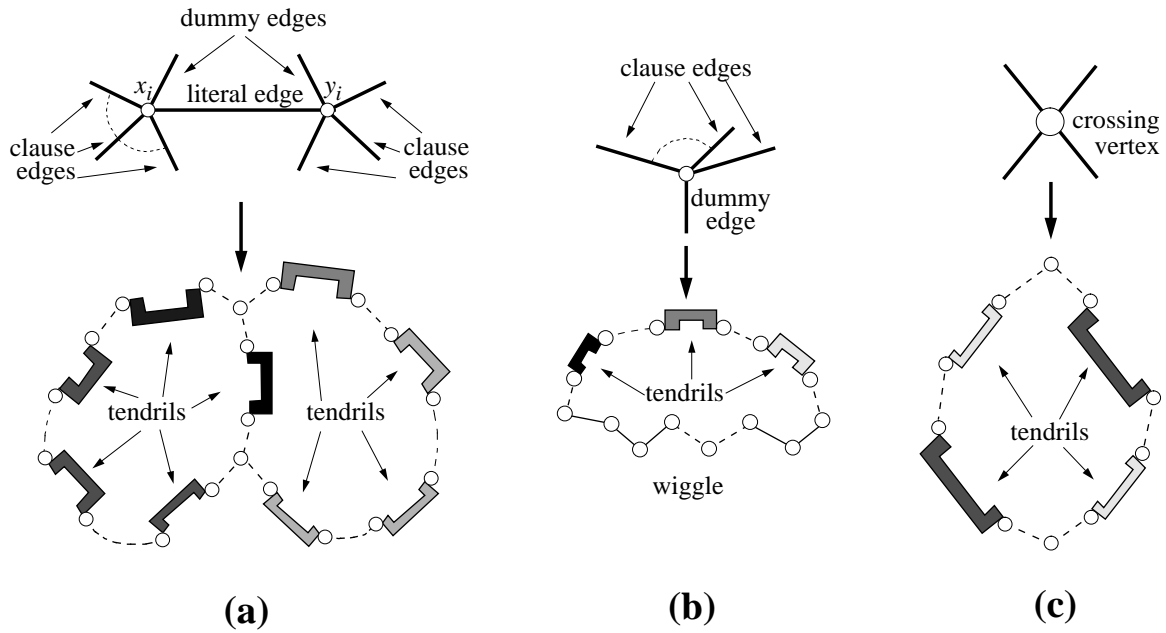 dummy edges
x_i
literal edge
y_i
clause
edges
clause
edges
tendrils
tendrils
(a)
clause edges
dummy
edge
tendrils
wiggle
(b)
crossing
vertex
tendrils
(c)